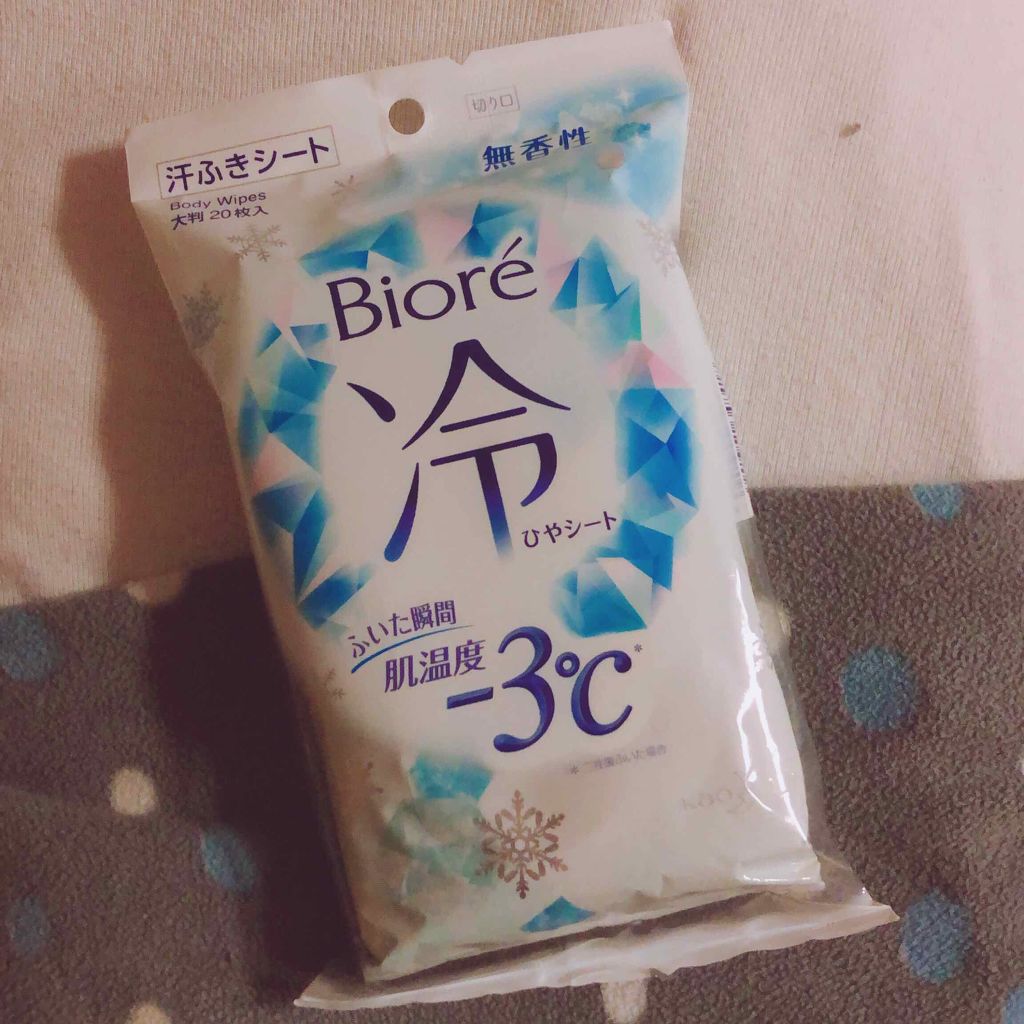 切り口
汗ふきシート
無香性
Body Wipes
大判 20枚入
Bioré
冷
ひやシート
ふいた瞬間
肌温度
-3℃*